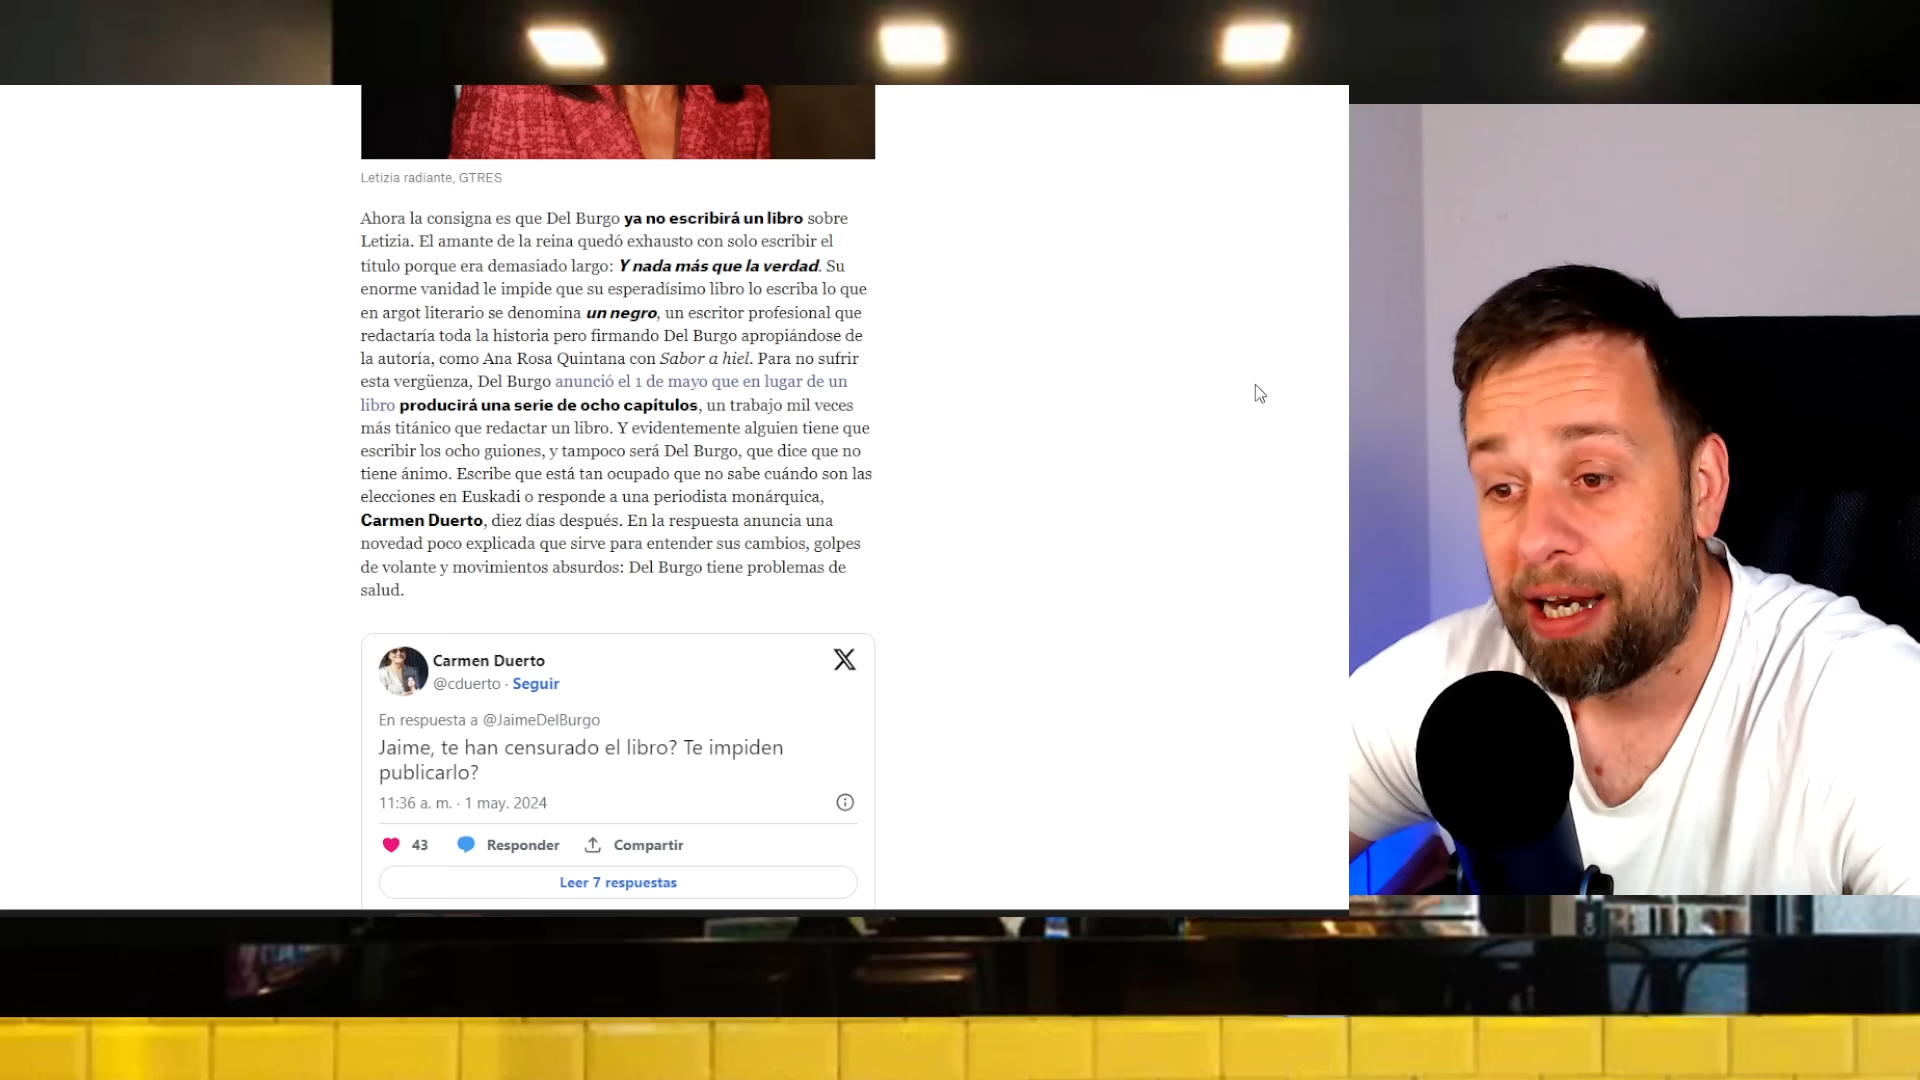 Letizia radiante, GTRES
Ahora la consigna es que Del Burgo ya no escribirá un libro sobre
Letizia. El amante de la reina quedó exhausto con solo escribir el
título porque era demasiado largo: Y nada más que la verdad. Su
enorme vanidad le impide que su esperadísimo libro lo escriba lo que
en argot literario se denomina un negro, un escritor profesional que
redactaría toda la historia pero firmando Del Burgo apropiándose de
la autoría, como Ana Rosa Quintana con Sabor a hiel. Para no sufrir
esta vergüenza, Del Burgo anunció el 1 de mayo que en lugar de un
libro producirá una serie de ocho capítulos, un trabajo mil veces
más titánico que redactar un libro. Y evidentemente alguien tiene que
escribir los ocho guiones, y tampoco será Del Burgo, que dice que no
tiene ánimo. Escribe que está tan ocupado que no sabe cuándo son las
elecciones en Euskadi o responde a una periodista monárquica,
Carmen Duerto, diez días después. En la respuesta anuncia una
novedad poco explicada que sirve para entender sus cambios, golpes
de volante y movimientos absurdos: Del Burgo tiene problemas de
salud.
Carmen Duerto
@cduerto · Seguir
En respuesta a @JaimeDelBurgo
Jaime, te han censurado el libro? Te impiden
publicarlo?
11:36 a. m. · 1 may. 2024
43 Responder Compartir
Leer 7 respuestas